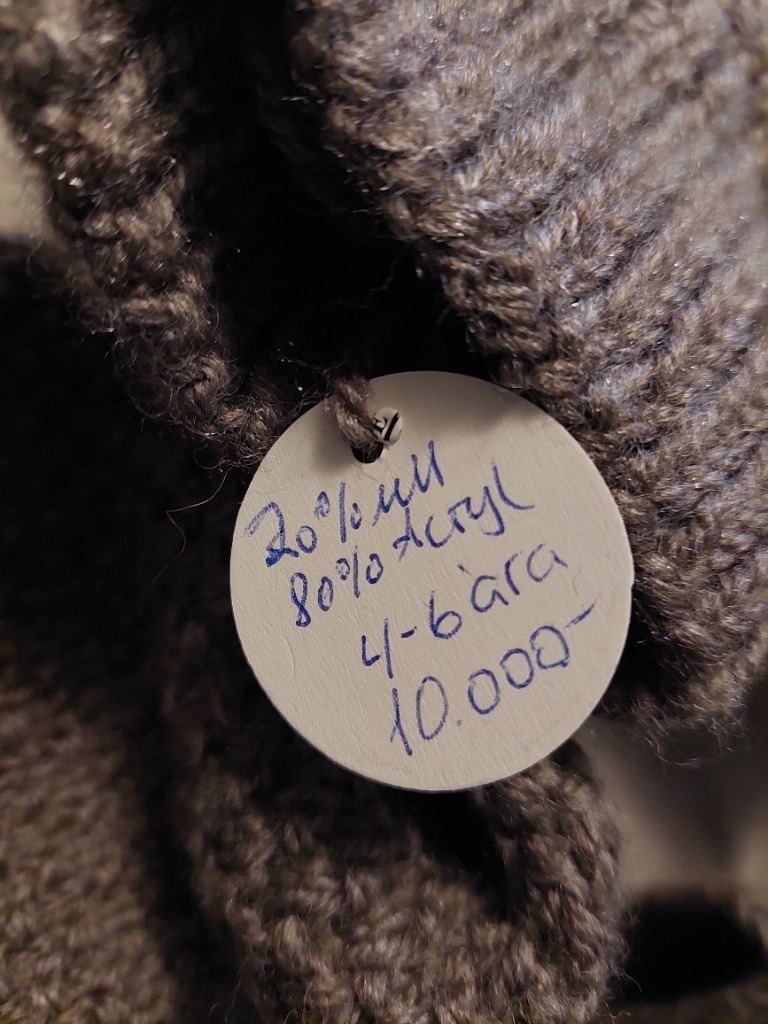 20% ull
80% Acryl
4-6 ára
10.000-